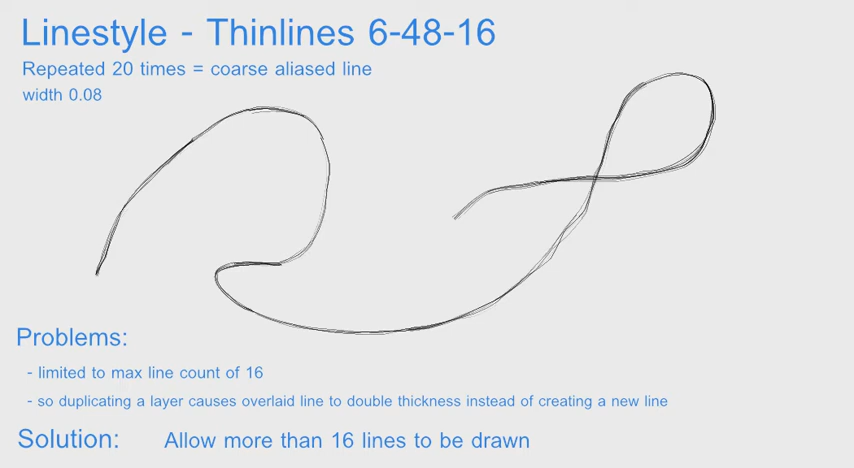 Linestyle - Thinlines 6-48-16
Repeated 20 times = coarse aliased line
width 0.08
Problems:
- limited to max line count of 16
- so duplicating a layer causes overlaid line to double thickness instead of creating a new line
Solution: Allow more than 16 lines to be drawn